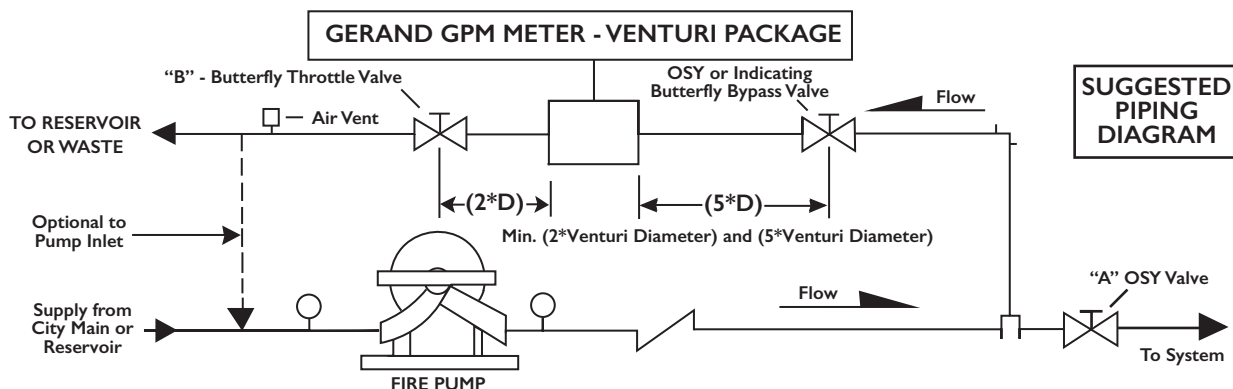 GERAND GPM METER - VENTURI PACKAGE
“B” - Butterfly Throttle Valve
OSY or Indicating
Butterfly Bypass Valve
Flow
SUGGESTED
PIPING
DIAGRAM
Air Vent
TO RESERVOIR
OR WASTE
(2*D)
(5*D)
Optional to
Pump Inlet
Min. (2*Venturi Diameter) and (5*Venturi Diameter)
“A” OSY Valve
Flow
Supply from
City Main or
Reservoir
To System
FIRE PUMP